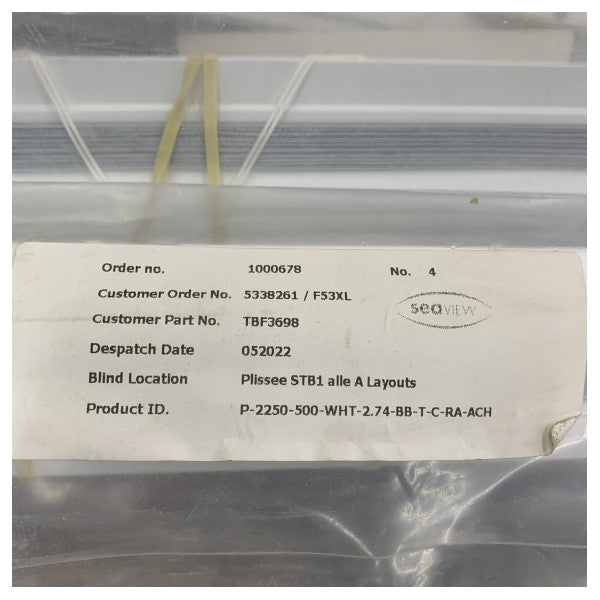 Order no. 1000678 No. 4
Customer Order No. 5338261 / F53XL
seaVIEW
Customer Part No. TBF3698
Despatch Date 052022
Blind Location Plissee STB1 alle A Layouts
Product ID. P-2250-500-WHT-2.74-BB-T-C-RA-ACH